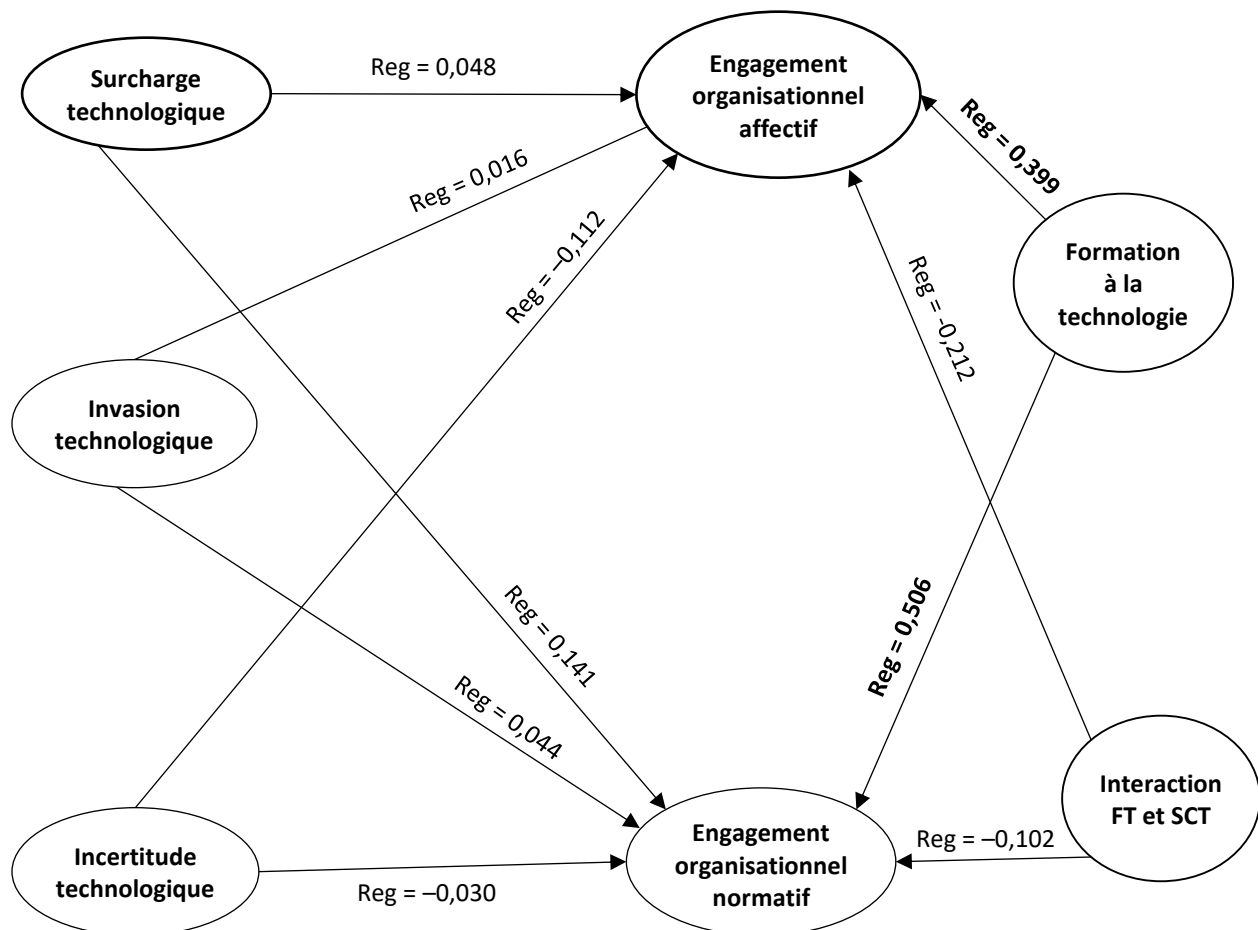 Surcharge
technologique
Reg = 0,048
Engagement
organisationnel
affectif
Reg = 0,399
Reg = 0,016
Reg = –0,112
Reg = -0,212
Formation
à la
technologie
Invasion
technologique
Reg = 0,141
Reg = 0,506
Reg = 0,044
Incertitude
technologique
Reg = –0,030
Engagement
organisationnel
normatif
Reg = –0,102
Interaction
FT et SCT